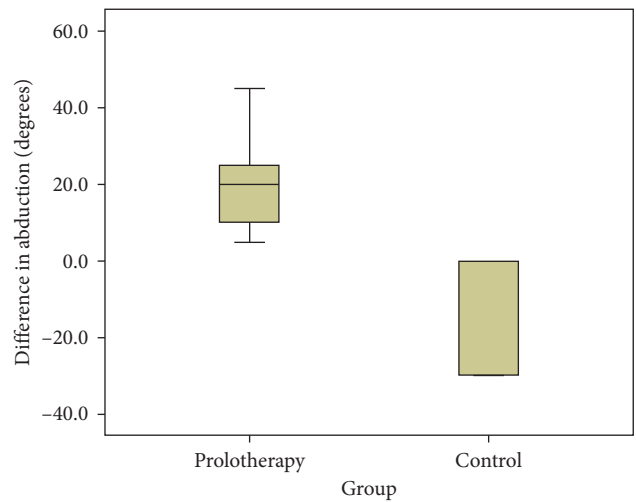 60.0
40.0
20.0
0.0
–20.0
–40.0
Difference in abduction (degrees)
Prolotherapy
Control
Group